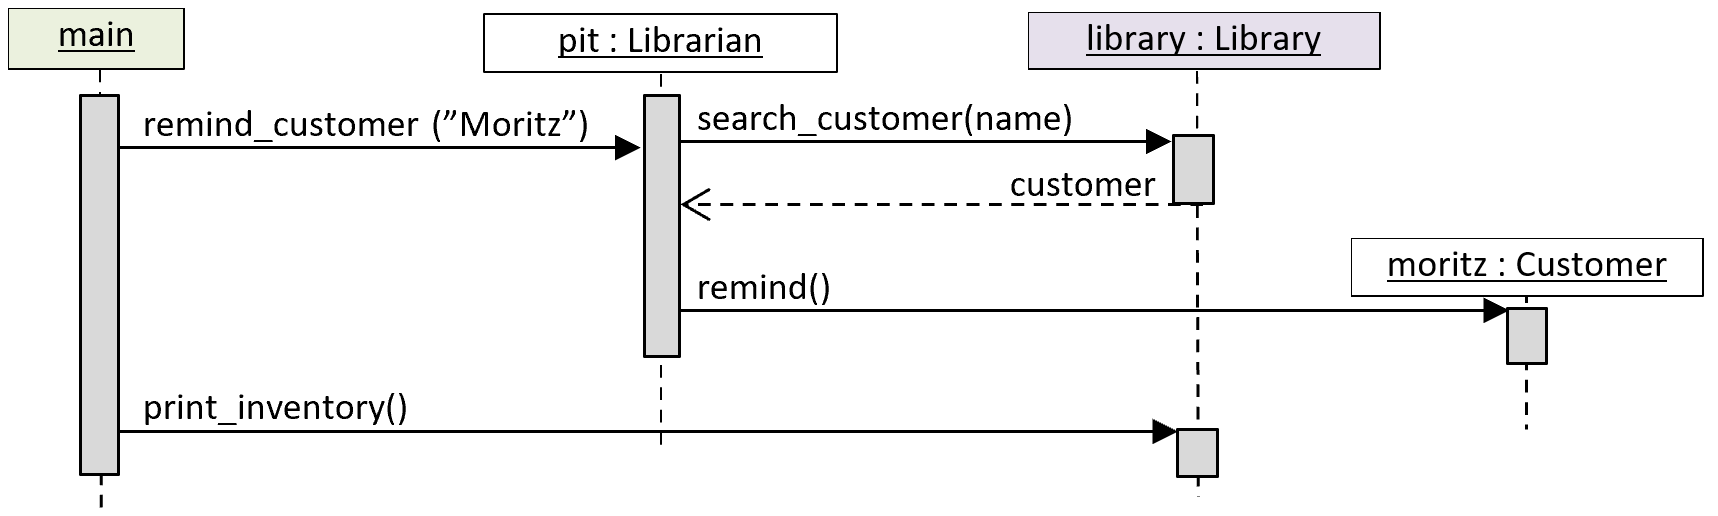 main
pit : Librarian
library : Library
remind_customer (”Moritz”)
search_customer(name)
customer
moritz : Customer
remind()
print_inventory()